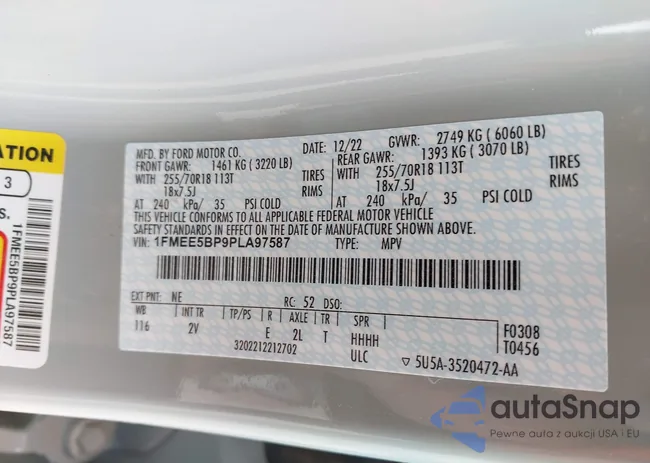 ATION
3
S.
1FMEE5BP9PLA97587
MFD. BY FORD MOTOR CO.
DATE: 12/22 GVWR: 2749 KG ( 6060 LB)
FRONT GAWR: 1461 KG ( 3220 LB)
REAR GAWR: 1393 KG ( 3070 LB)
WITH 255/70R18 113T TIRES
WITH 255/70R18 113T TIRES
18x7.5J RIMS
18x7.5J RIMS
AT 240 kPa/ 35 PSI COLD
AT 240 kPa/ 35 PSI COLD
THIS VEHICLE CONFORMS TO ALL APPLICABLE FEDERAL MOTOR VEHICLE
SAFETY STANDARDS IN EFFECT ON THE DATE OF MANUFACTURE SHOWN ABOVE.
VIN: 1FMEE5BP9PLA97587 TYPE: MPV
EXT PNT: NE RC: 52 DSO:
WB INT TR TP/PS R AXLE TR SPR
116 2V E 2L T HHHH
3202212212702 ULC
F0308
T0456
5U5A-3520472-AA
autaSnap
Pewne auta z aukcji USA i EU